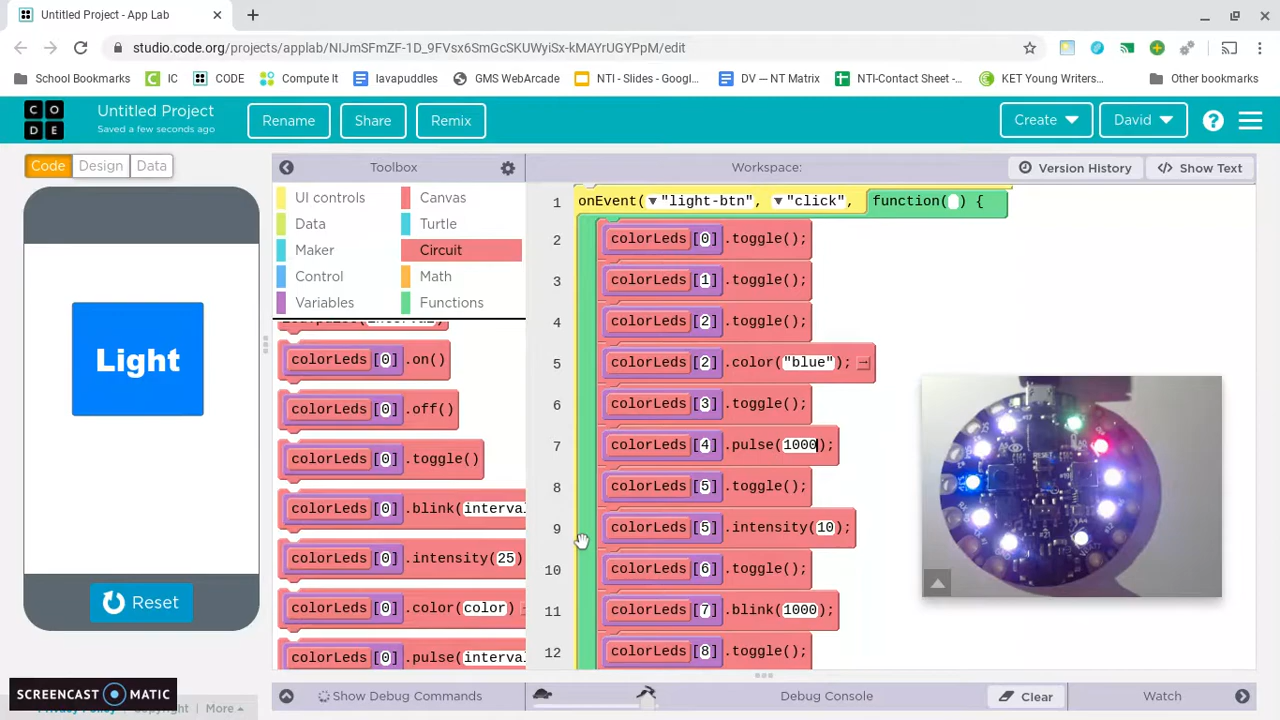 Untitled Project - App Lab
studio.code.org/projects/applab/NIJmSFmZF-1D_9FVsx6SmGcSKUWyiSx-kMAYrUGYPpM/edit
School Bookmarks
IC
CODE
Compute It
lavapuddles
GMS WebArcade
NTI - Slides - Googl...
DV --- NT Matrix
NTI-Contact Sheet -...
KET Young Writers...
Other bookmarks
C O
D E
Untitled Project
Saved a few seconds ago
Rename
Share
Remix
Create
David
?
Code
Design
Data
Toolbox
Workspace:
Version History
Show Text
UI controls
Canvas
Data
Turtle
Maker
Circuit
Control
Math
Variables
Functions
colorLeds [0] .on()
colorLeds [0] .off()
colorLeds [0] .toggle()
colorLeds [0] .blink(interval
colorLeds [0] .intensity(25)
colorLeds [0] .color(color)
colorLeds [0] .pulse(interval
1 onEvent( "light-btn", "click", function( ) {
2 colorLeds [0] .toggle();
3 colorLeds [1] .toggle();
4 colorLeds [2] .toggle();
5 colorLeds [2] .color("blue");
6 colorLeds [3] .toggle();
7 colorLeds [4] .pulse(1000);
8 colorLeds [5] .toggle();
9 colorLeds [5] .intensity(10);
10 colorLeds [6] .toggle();
11 colorLeds [7] .blink(1000);
12 colorLeds [8] .toggle();
Light
Reset
SCREENCAST MATIC
Privacy Policy
Copyright
More
Show Debug Commands
Debug Console
Clear
Watch